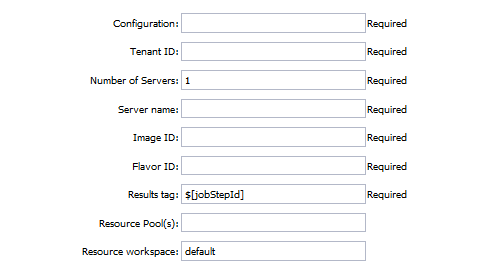 Configuration: Required
Tenant ID: Required
Number of Servers: 1 Required
Server name: Required
Image ID: Required
Flavor ID: Required
Results tag: $[jobStepId] Required
Resource Pool(s):
Resource workspace: default